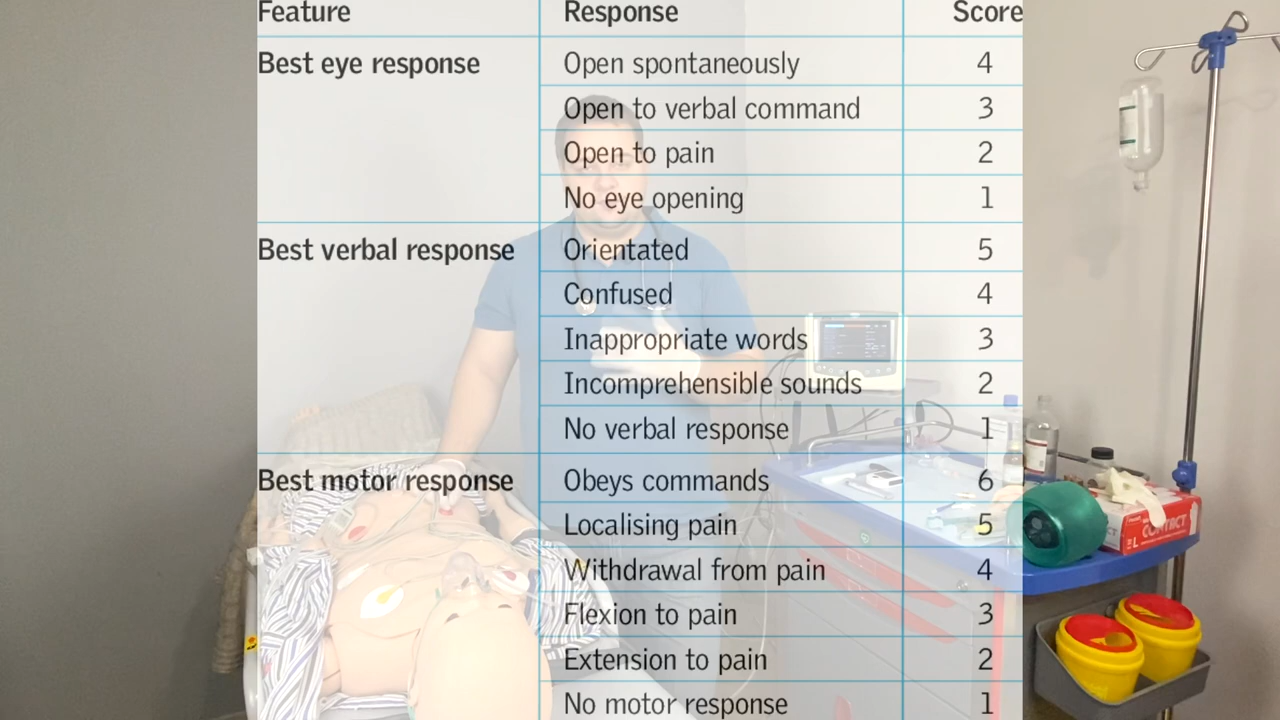 Feature Response Score
Best eye response Open spontaneously 4
Open to verbal command 3
Open to pain 2
No eye opening 1
Best verbal response Orientated 5
Confused 4
Inappropriate words 3
Incomprehensible sounds 2
No verbal response 1
Best motor response Obeys commands 6
Localising pain 5
Withdrawal from pain 4
Flexion to pain 3
Extension to pain 2
No motor response 1
CONTACT
L